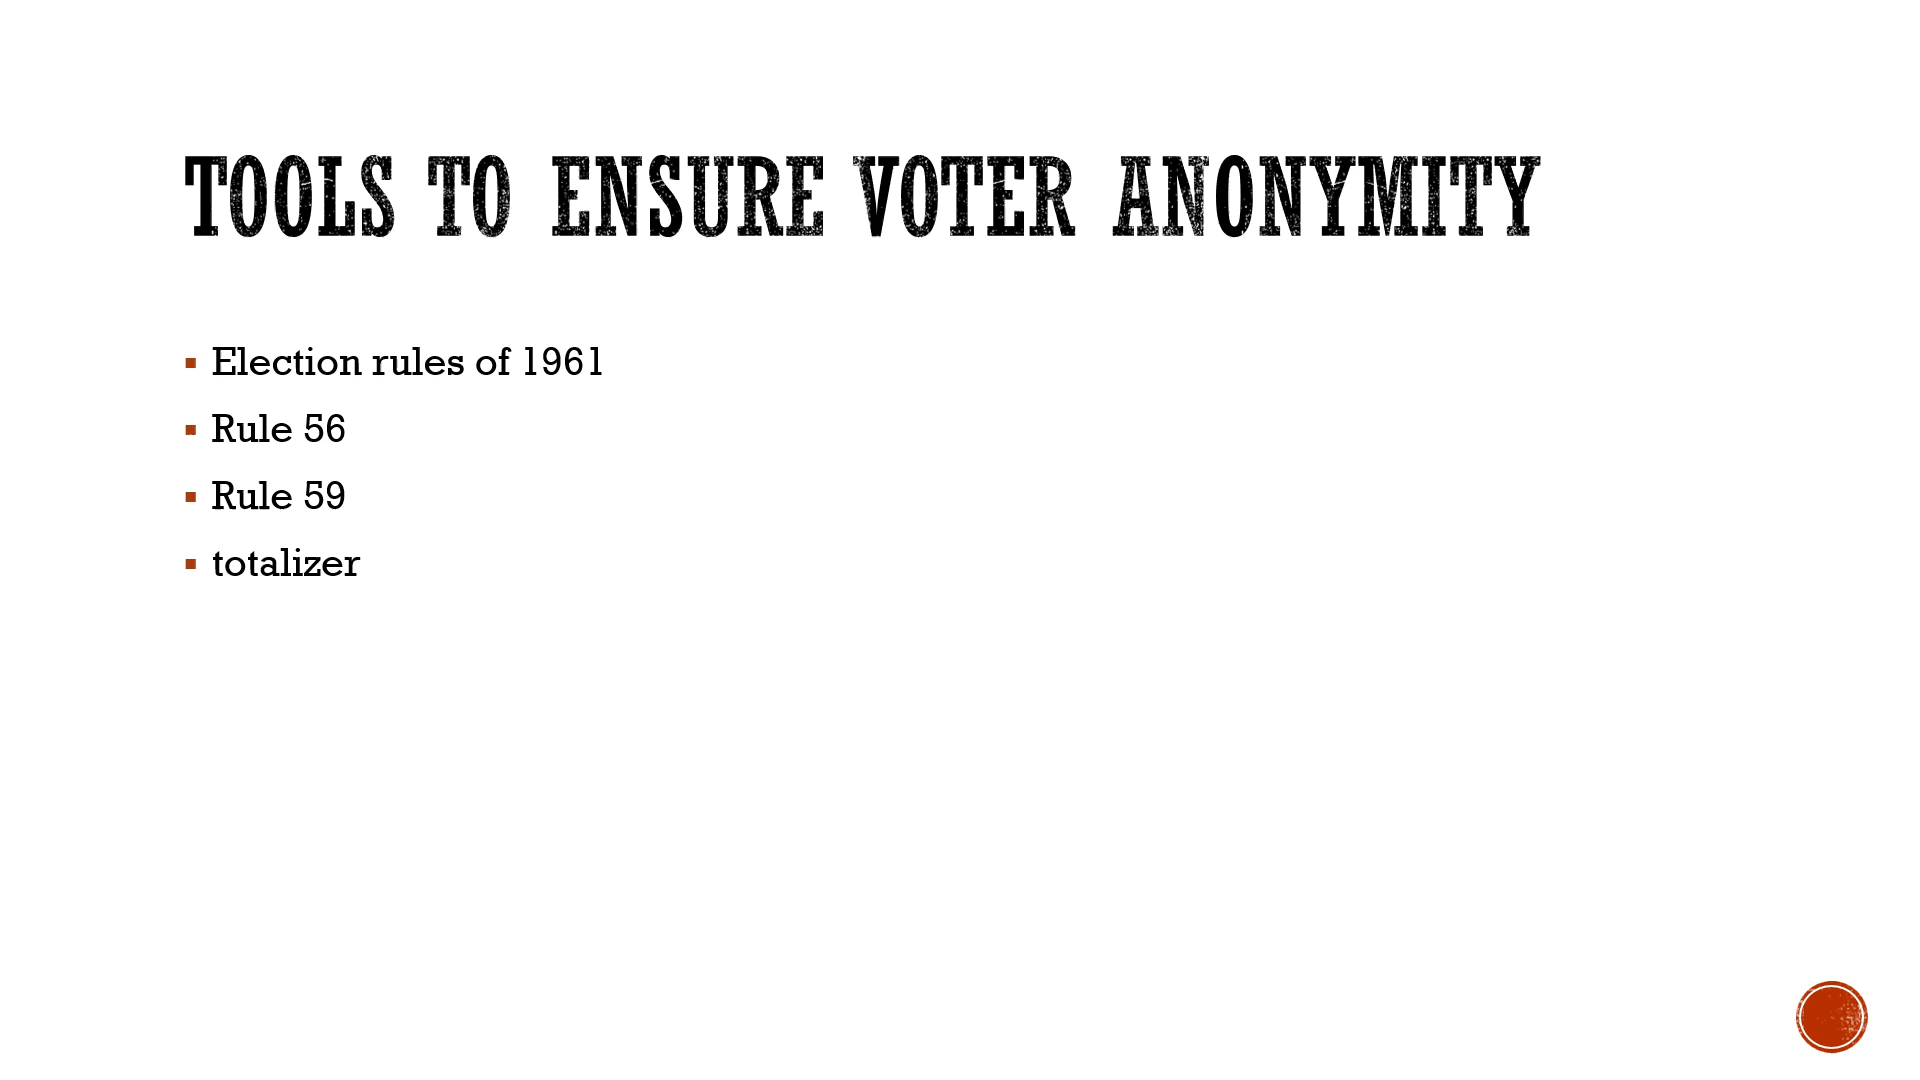 TOOLS TO ENSURE VOTER ANONYMITY
Election rules of 1961
Rule 56
Rule 59
totalizer